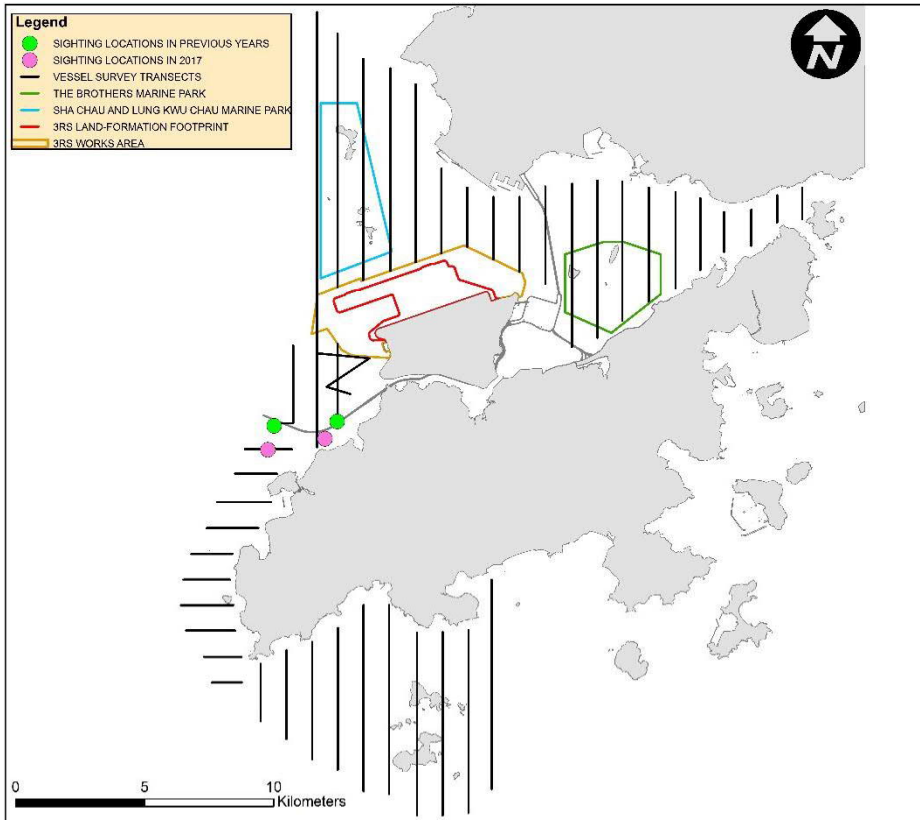 Legend
SIGHTING LOCATIONS IN PREVIOUS YEARS
SIGHTING LOCATIONS IN 2017
VESSEL SURVEY TRANSECTS
THE BROTHERS MARINE PARK
SHA CHAU AND LUNG KWU CHAU MARINE PARK
3RS LAND-FORMATION FOOTPRINT
3RS WORKS AREA
N
0 5 10
Kilometers